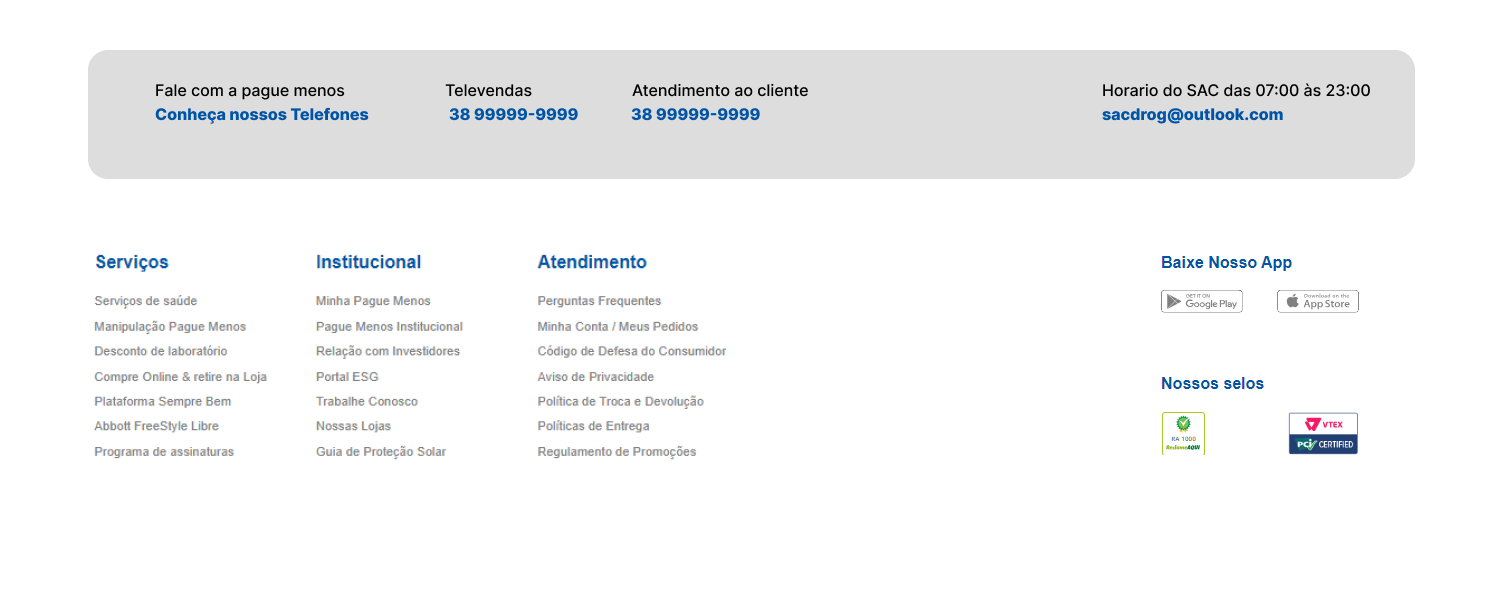 Fale com a pague menos
Conheça nossos Telefones
Televendas
38 99999-9999
Atendimento ao cliente
38 99999-9999
Horario do SAC das 07:00 às 23:00
sacdrog@outlook.com
Serviços
Serviços de saúde
Manipulação Pague Menos
Desconto de laboratório
Compre Online & retire na Loja
Plataforma Sempre Bem
Abbott FreeStyle Libre
Programa de assinaturas
Institucional
Minha Pague Menos
Pague Menos Institucional
Relação com Investidores
Portal ESG
Trabalhe Conosco
Nossas Lojas
Guia de Proteção Solar
Atendimento
Perguntas Frequentes
Minha Conta / Meus Pedidos
Código de Defesa do Consumidor
Aviso de Privacidade
Política de Troca e Devolução
Políticas de Entrega
Regulamento de Promoções
Baixe Nosso App
GET IT ON
Google Play
Download on the
App Store
Nossos selos
RA 1000
ReclameAQUI
VTEX
PCI CERTIFIED